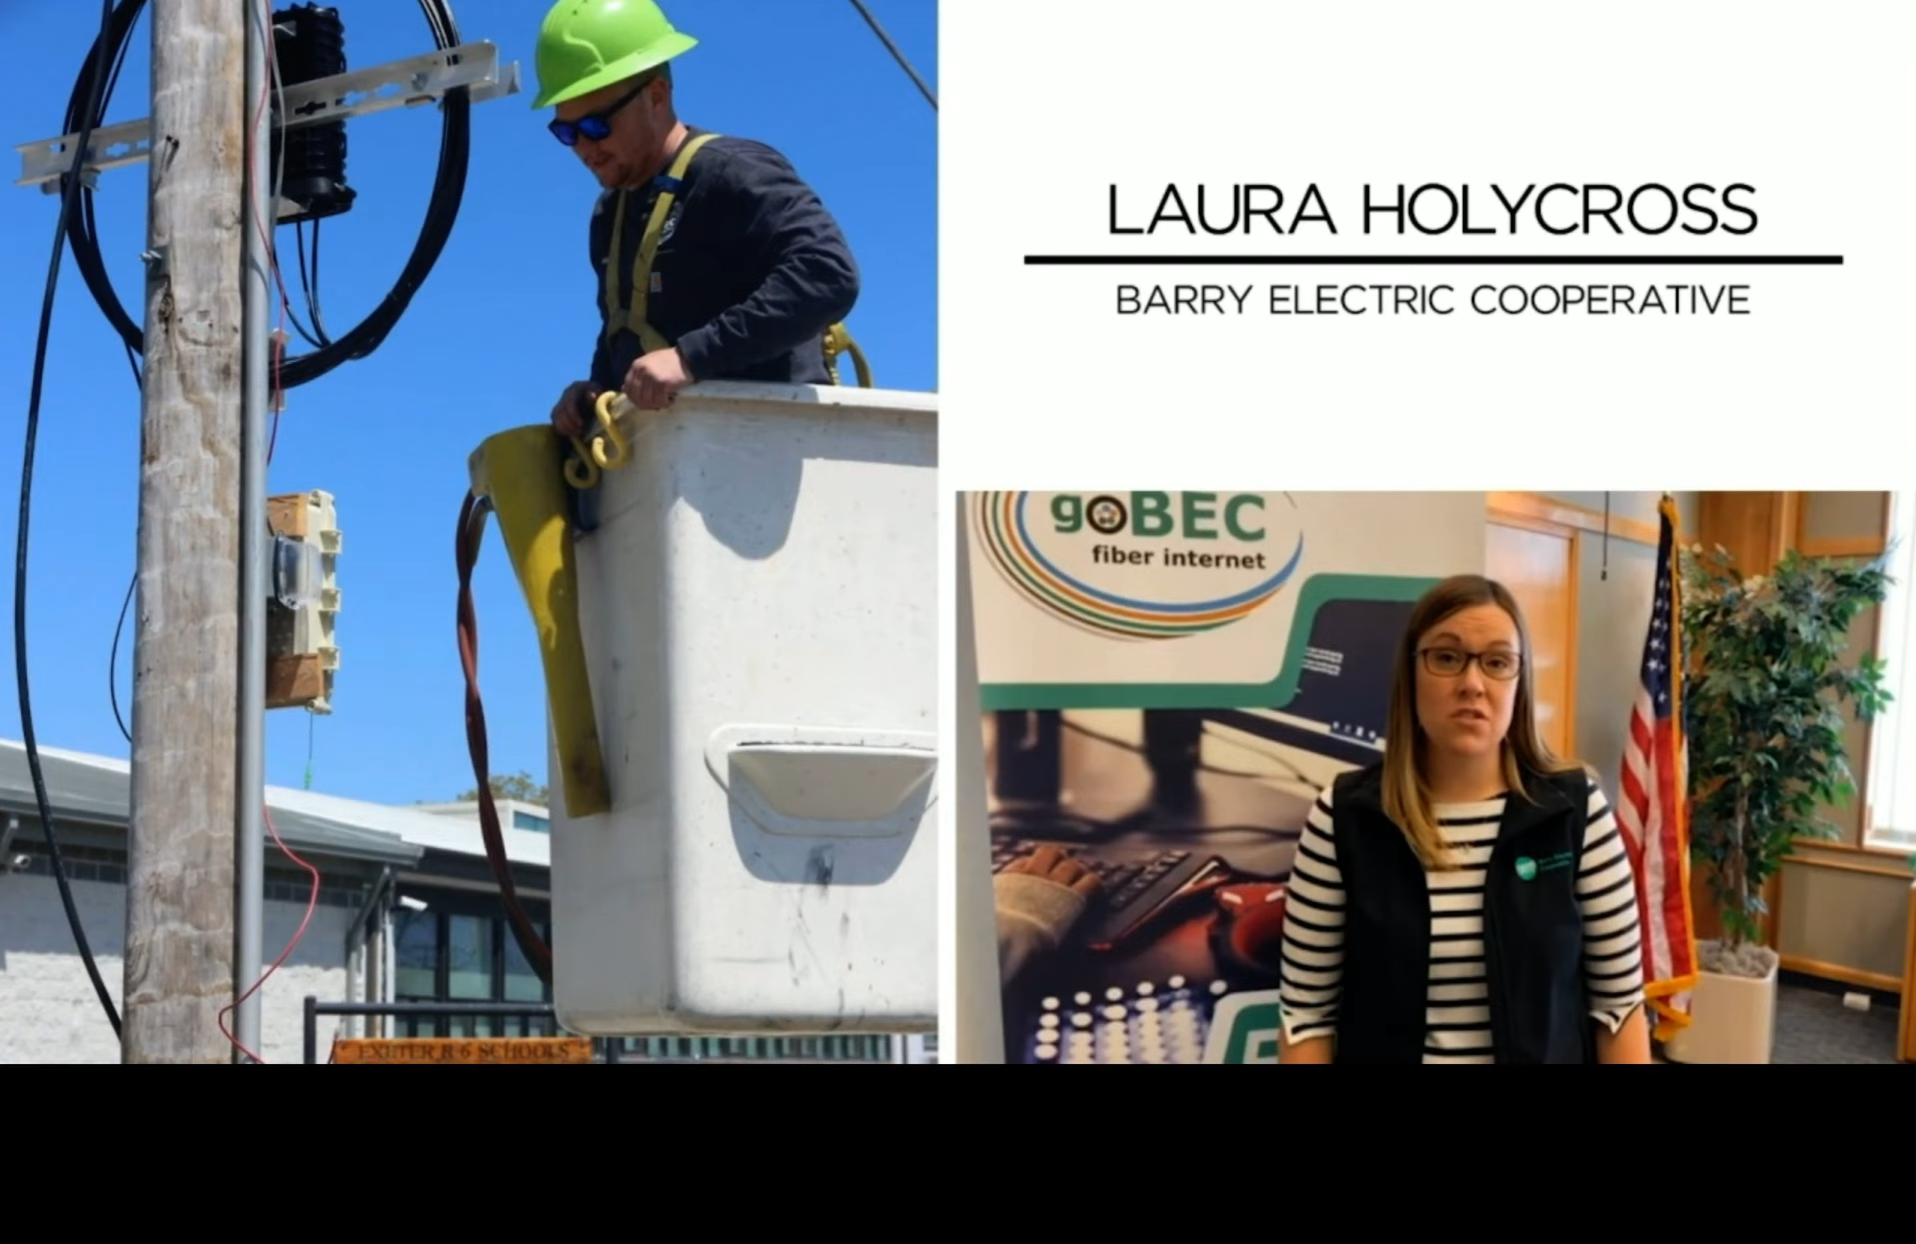 LAURA HOLYCROSS
BARRY ELECTRIC COOPERATIVE
goBEC
fiber internet
EXETER R-6 SCHOOLS